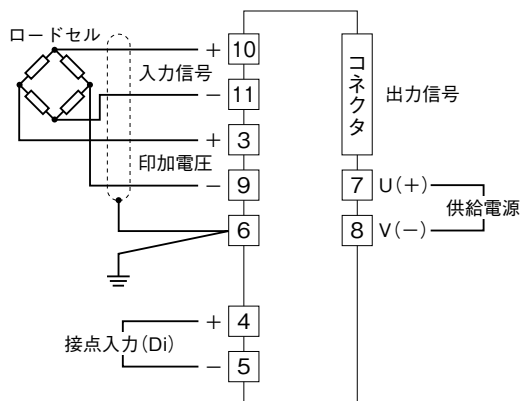 ロードセル
+ 10
入力信号
− 11
+ 3
印加電圧
− 9
6
+ 4
接点入力(Di)
− 5
コネクタ
出力信号
7 U(+)
供給電源
8 V(−)